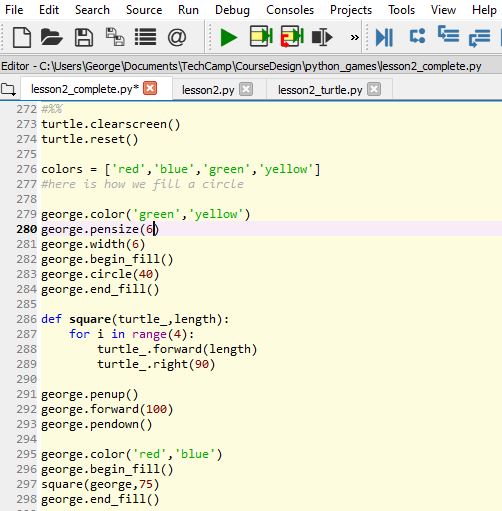 File Edit Search Source Run Debug Consoles Projects Tools
Editor - C:\Users\George\Documents\TechCamp\CourseDesign\python_games\lesson2_complete.py
lesson2_complete.py* lesson2.py lesson2_turtle.py
272 #%%
273 turtle.clearscreen()
274 turtle.reset()
275
276 colors = ['red','blue','green','yellow']
277 #here is how we fill a circle
278
279 george.color('green','yellow')
280 george.pensize(6)
281 george.width(6)
282 george.begin_fill()
283 george.circle(40)
284 george.end_fill()
285
286 def square(turtle_,length):
287     for i in range(4):
288         turtle_.forward(length)
289         turtle_.right(90)
290
291 george.penup()
292 george.forward(100)
293 george.pendown()
294
295 george.color('red','blue')
296 george.begin_fill()
297 square(george,75)
298 george.end_fill()